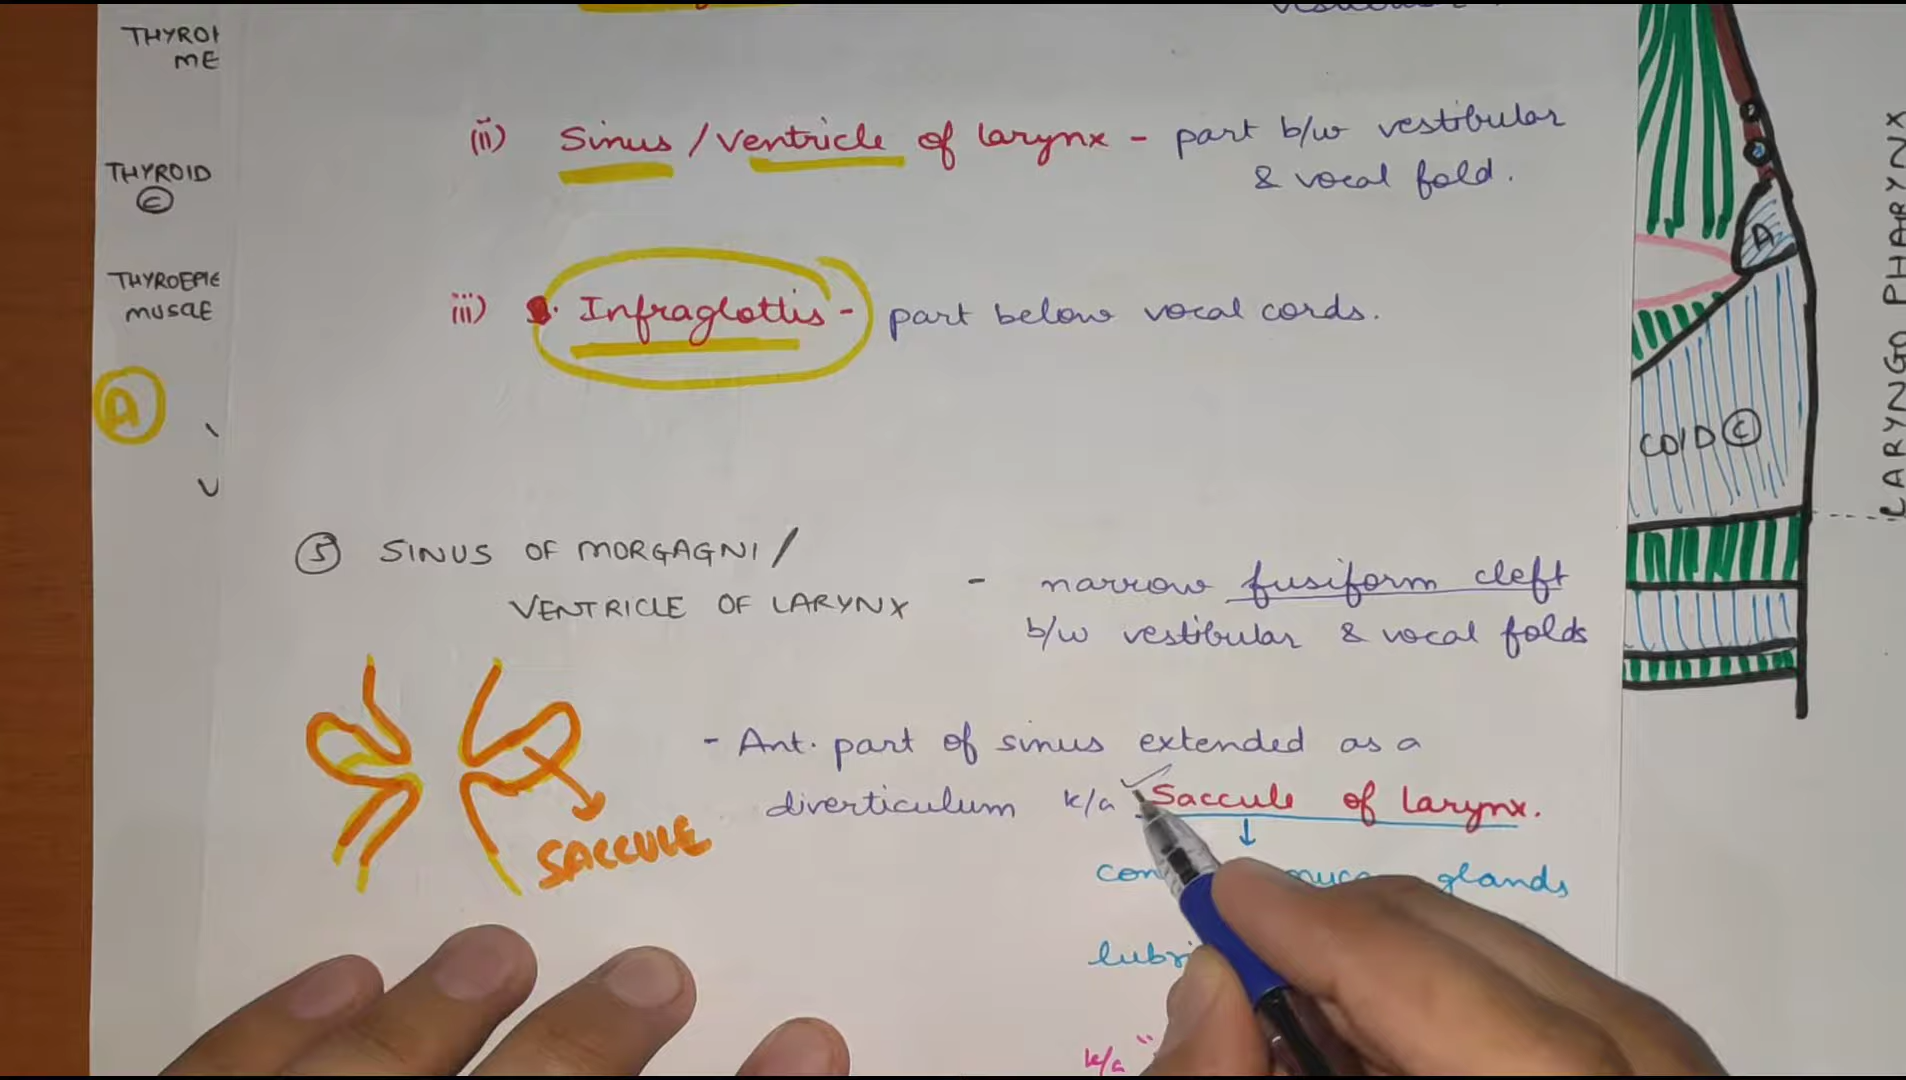 THYROI
ME
(ii) Sinus / Ventricle of larynx - part b/w vestibular
& vocal fold.
THYROID
C
THYROEPIG
MUSCLE
iii) Infraglottis - part below vocal cords.
A
A
COID C
LARYNGO PHARYNX
5 SINUS OF MORGAGNI /
VENTRICLE OF LARYNX
- narrow fusiform cleft
b/w vestibular & vocal folds
- Ant. part of sinus extended as a
diverticulum k/a Saccule of larynx.
SACCULE
glands
k/a "